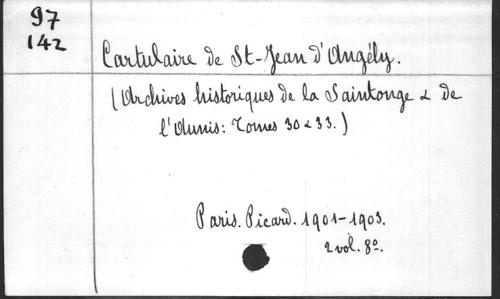 97
142
Cartulaire de St-Jean d'Angély.
(Archives historiques de la Saintonge & de
l'Aunis: Tomes 30 & 33.)
Paris. Picard. 1901-1903.
2 vol. 8º.